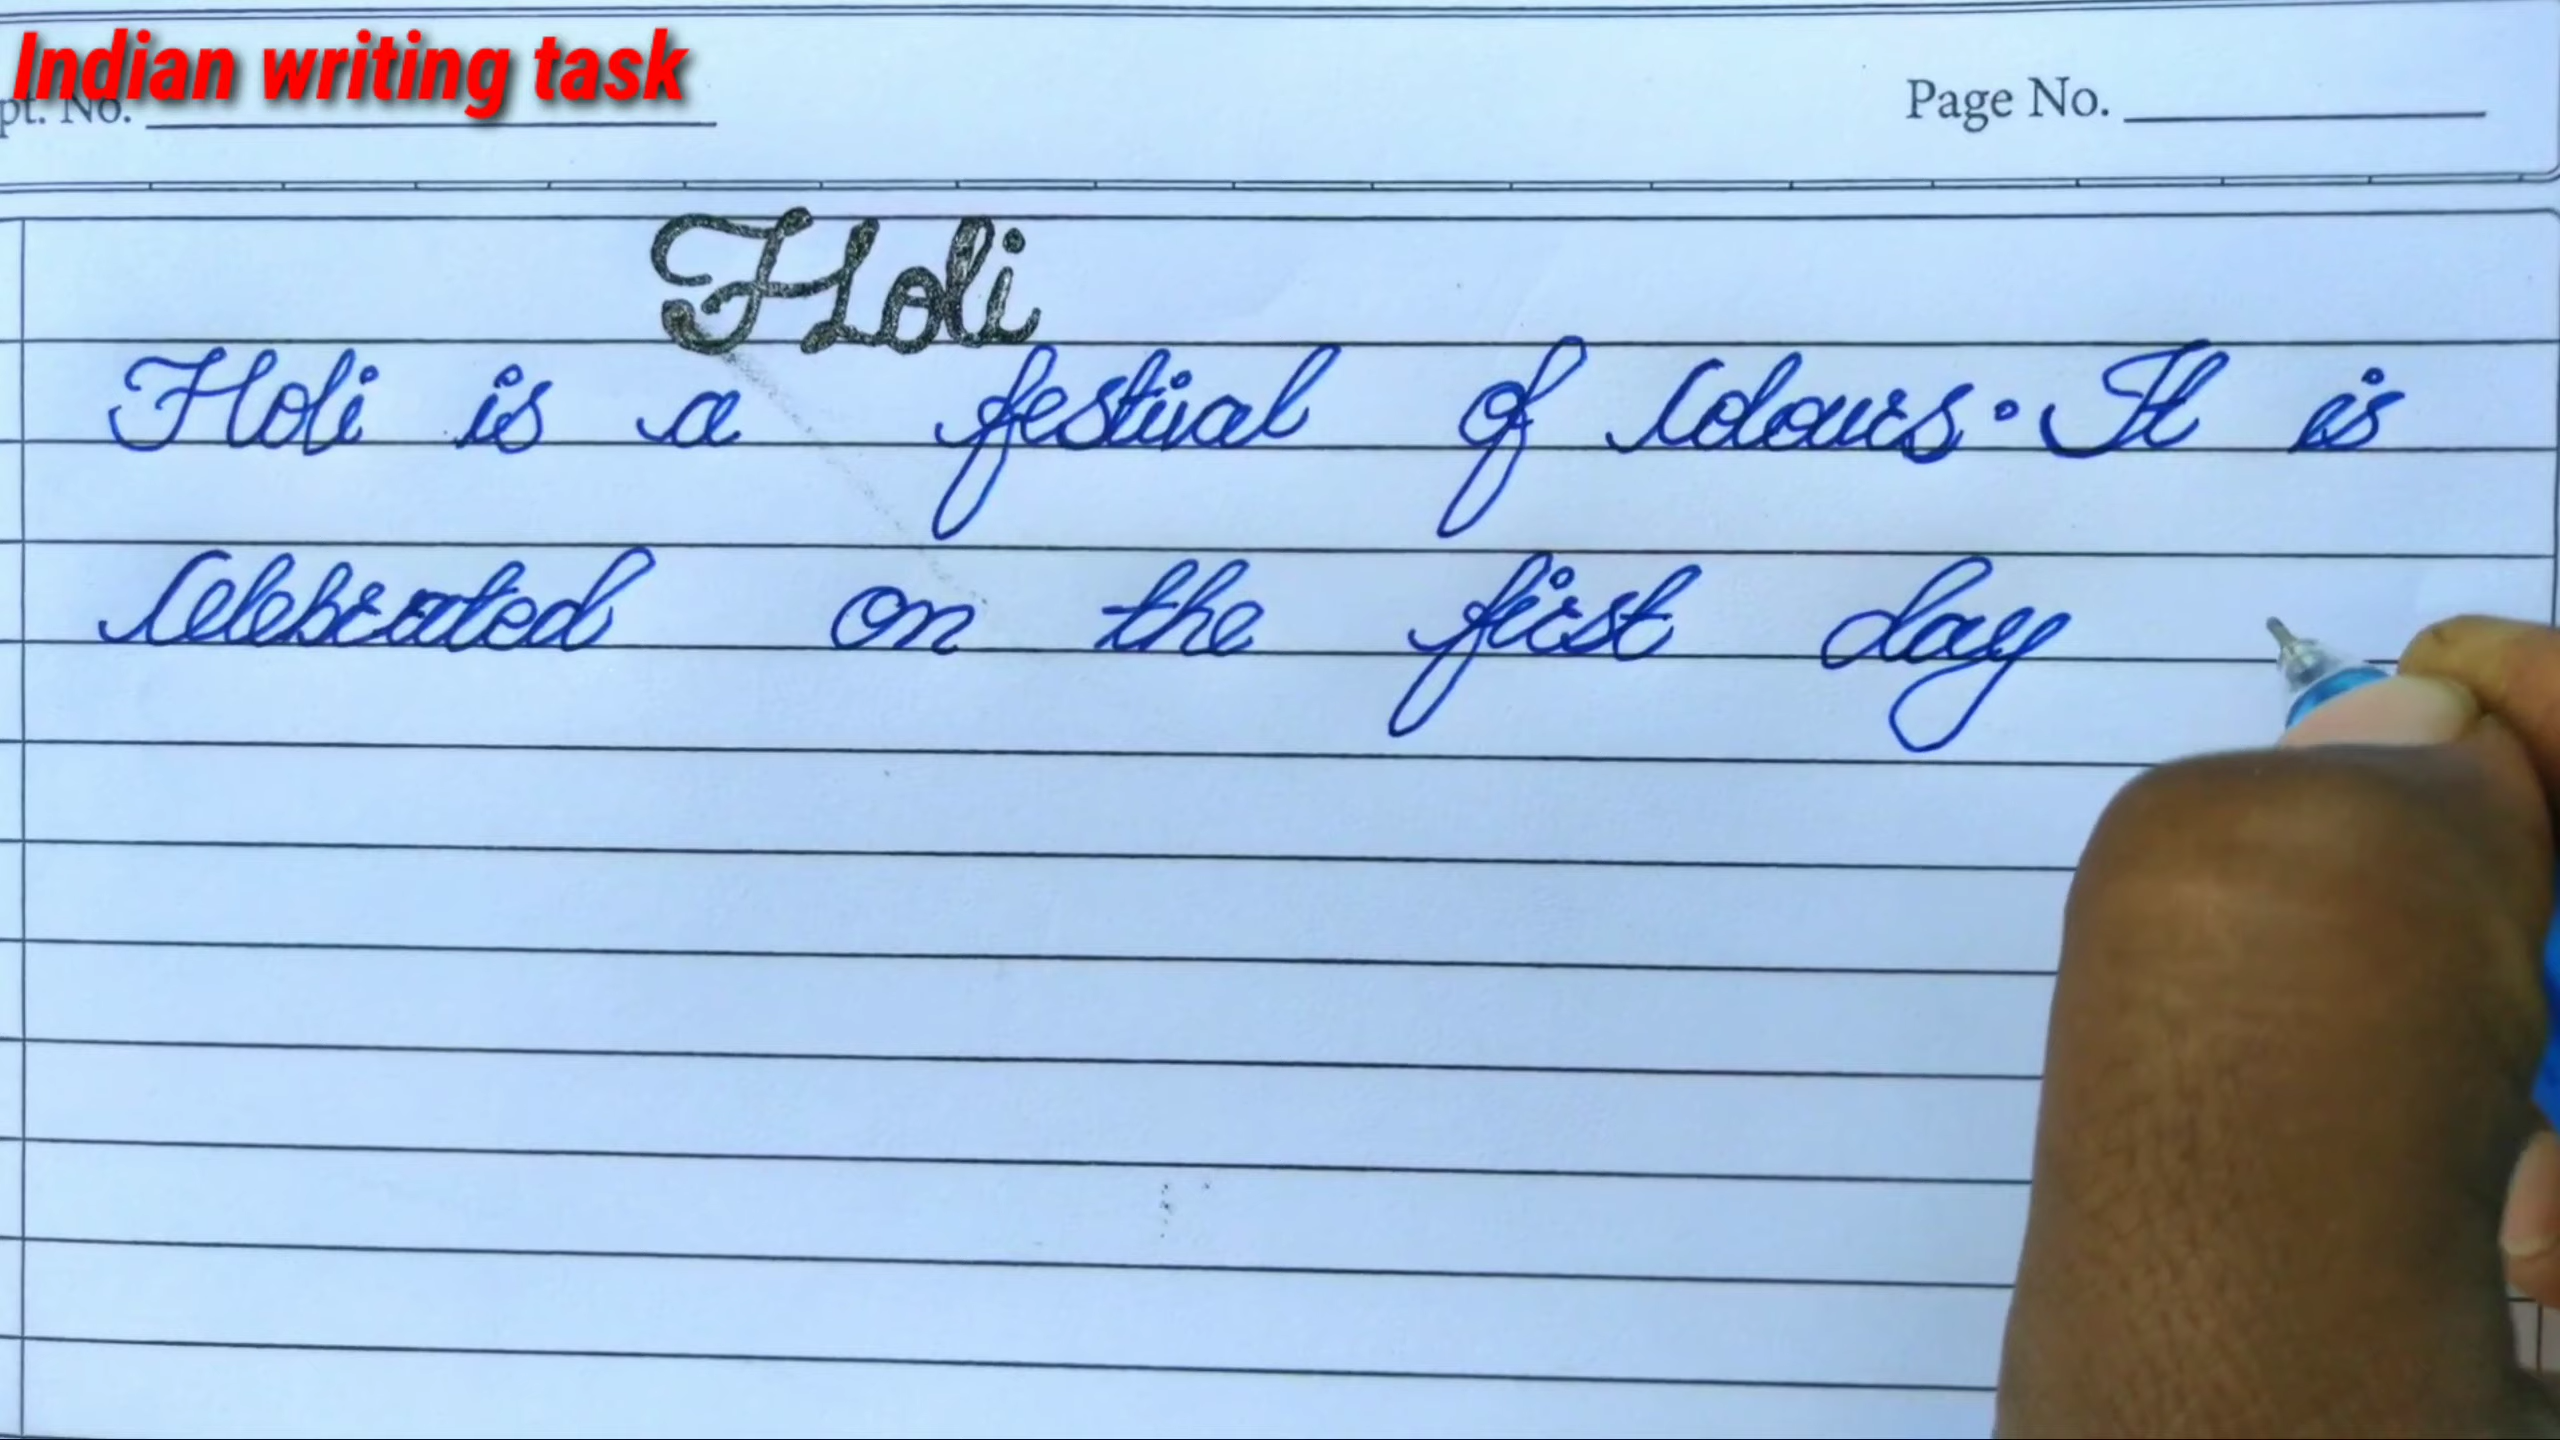 Indian writing task
pt. No.
Page No.
Holi
Holi is a festival of Colours. It is
Celebrated on the first day